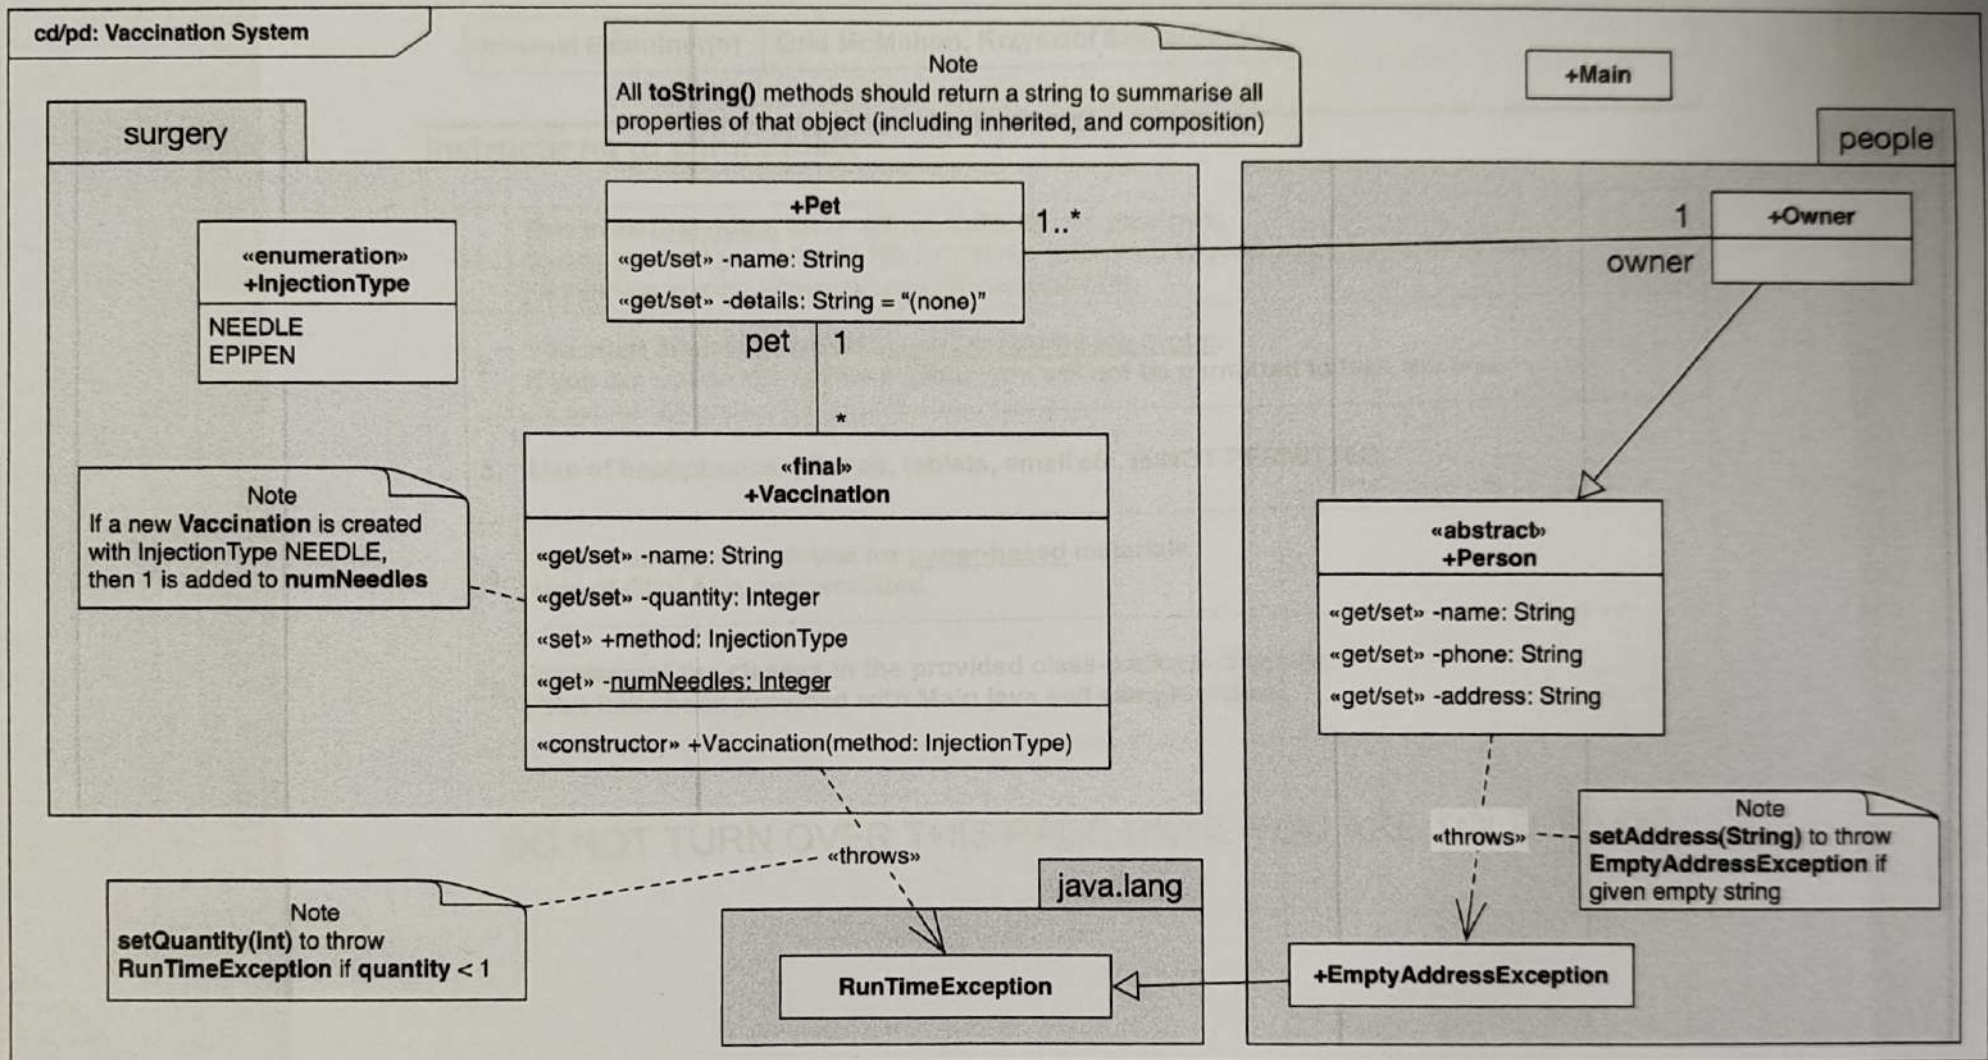 cd/pd: Vaccination System
Note
All toString() methods should return a string to summarise all
properties of that object (including inherited, and composition)
+Main
surgery
people
«enumeration»
+InjectionType
NEEDLE
EPIPEN
+Pet
«get/set» -name: String
«get/set» -details: String = “(none)”
1..*
1
owner
+Owner
pet 1
*
Note
If a new Vaccination is created
with InjectionType NEEDLE,
then 1 is added to numNeedles
«final»
+Vaccination
«get/set» -name: String
«get/set» -quantity: Integer
«set» +method: InjectionType
«get» -numNeedles: Integer
«constructor» +Vaccination(method: InjectionType)
«abstract»
+Person
«get/set» -name: String
«get/set» -phone: String
«get/set» -address: String
«throws»
Note
setAddress(String) to throw
EmptyAddressException if
given empty string
«throws»
Note
setQuantity(Int) to throw
RunTimeException if quantity < 1
java.lang
RunTimeException
+EmptyAddressException
DO NOT TURN OVER THIS